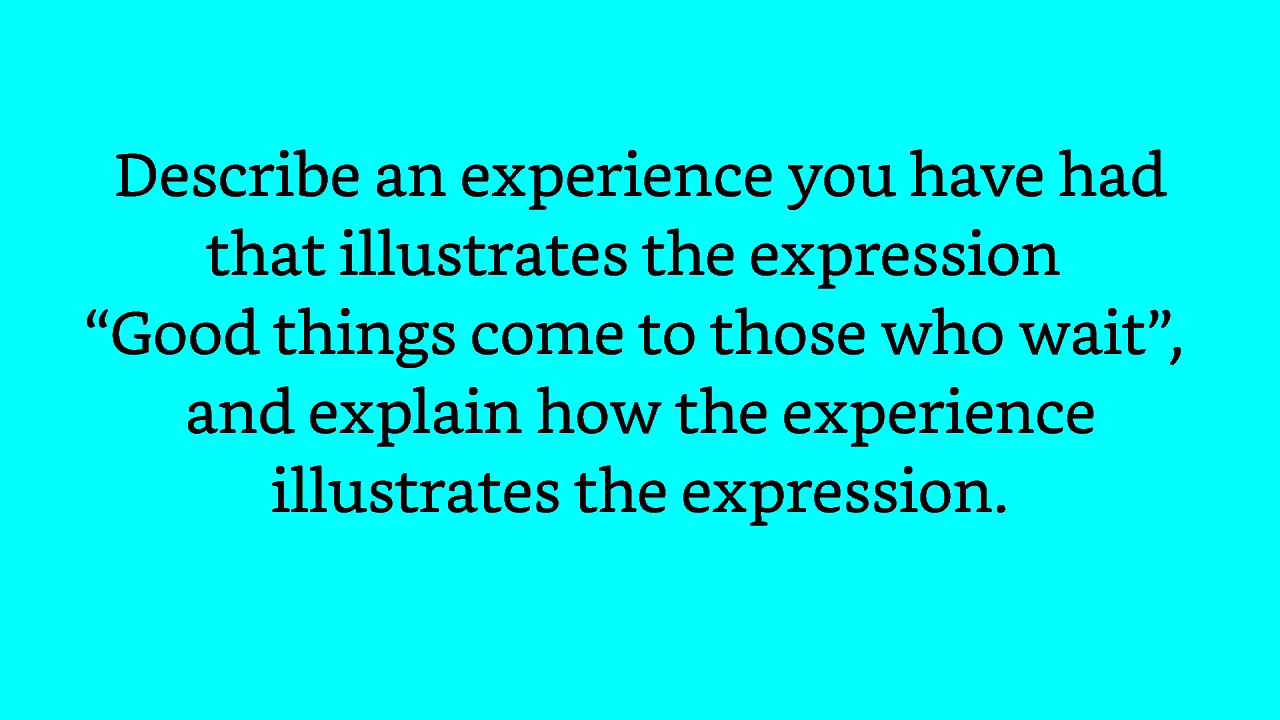 Describe an experience you have had
that illustrates the expression
“Good things come to those who wait”,
and explain how the experience
illustrates the expression.